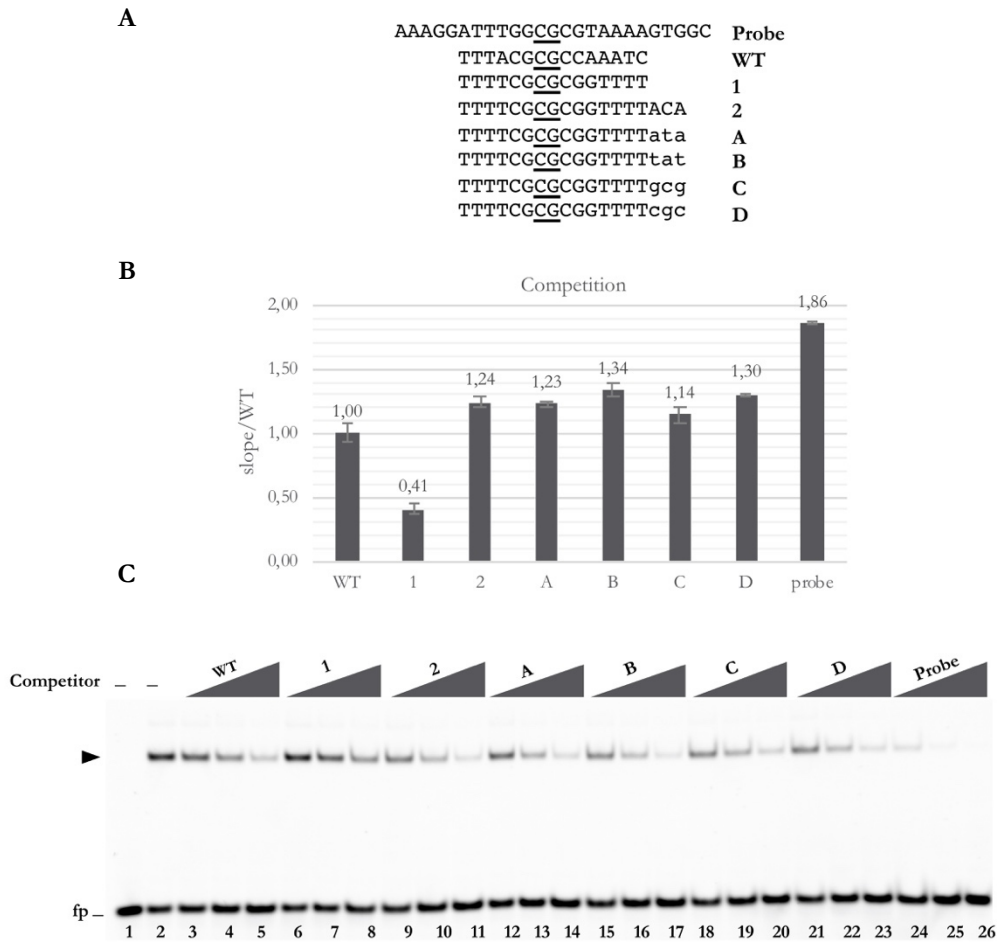 A
AAAGGATTTGGCGCGTAAAAGTGGC Probe
TTTACGCGCCAAATC WT
TTTTCGCGCGGTTTT 1
TTTTCGCGCGGTTTTACA 2
TTTTCGCGCGGTTTTata A
TTTTCGCGCGGTTTTtat B
TTTTCGCGCGGTTTTgcg C
TTTTCGCGCGGTTTTcgc D
B
Competition
slope/WT
2,00
1,50
1,00
0,50
0,00
1,00 0,41 1,24 1,23 1,34 1,14 1,30 1,86
WT 1 2 A B C D probe
C
Competitor – – WT 1 2 A B C D Probe
fp –
1 2 3 4 5 6 7 8 9 10 11 12 13 14 15 16 17 18 19 20 21 22 23 24 25 26